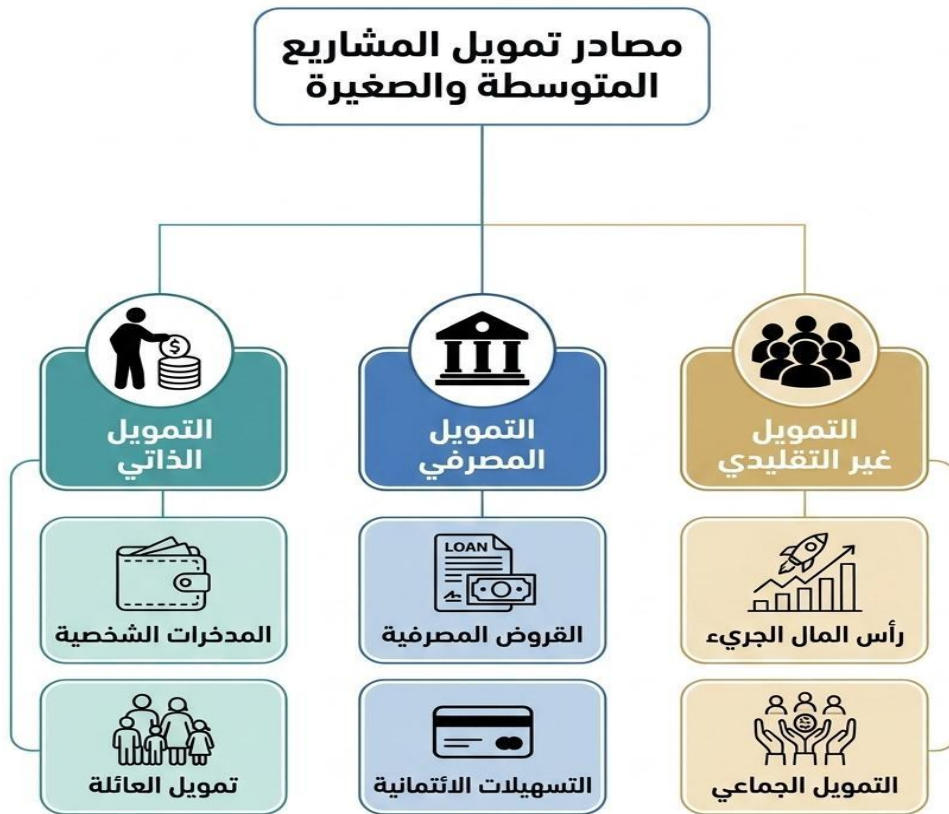 مصادر تمويل المشاريع
المتوسطة والصغيرة
$
التمويل
غير التقليدي
التمويل
المصرفي
التمويل
الذاتي
رأس المال الجريء
LOAN
القروض المصرفية
المدخرات الشخصية
التمويل الجماعي
التسهيلات الائتمانية
تمويل العائلة